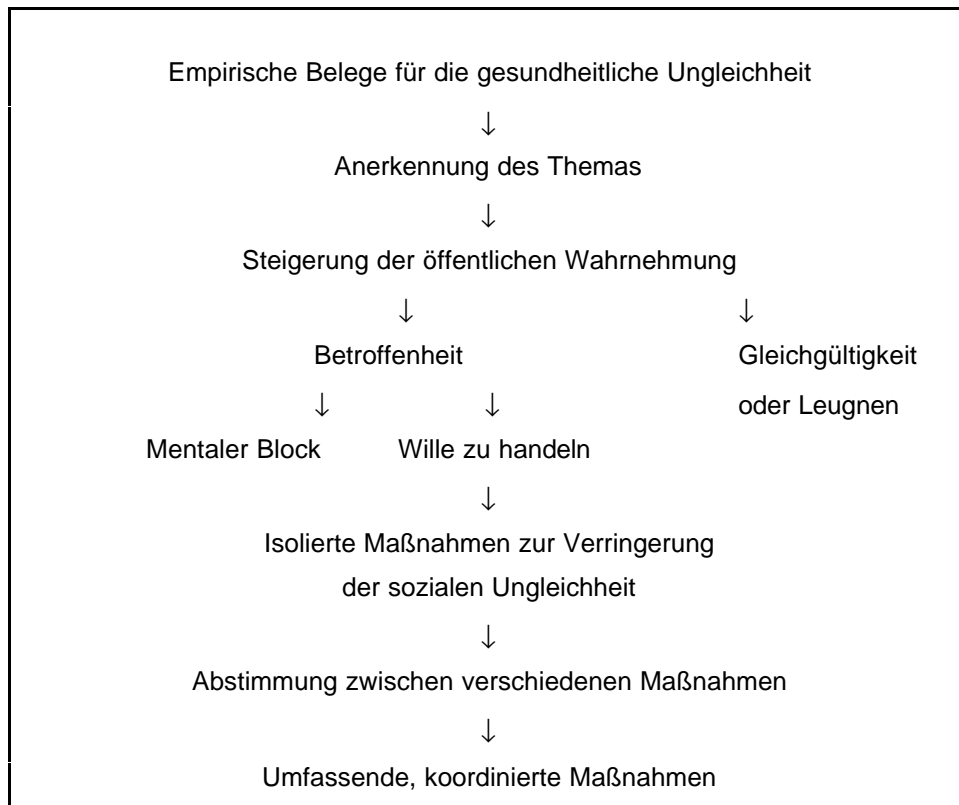 Empirische Belege für die gesundheitliche Ungleichheit
↓
Anerkennung des Themas
↓
Steigerung der öffentlichen Wahrnehmung
↓ ↓
Betroffenheit Gleichgültigkeit
↓ ↓ oder Leugnen
Mentaler Block Wille zu handeln
↓
Isolierte Maßnahmen zur Verringerung
der sozialen Ungleichheit
↓
Abstimmung zwischen verschiedenen Maßnahmen
↓
Umfassende, koordinierte Maßnahmen